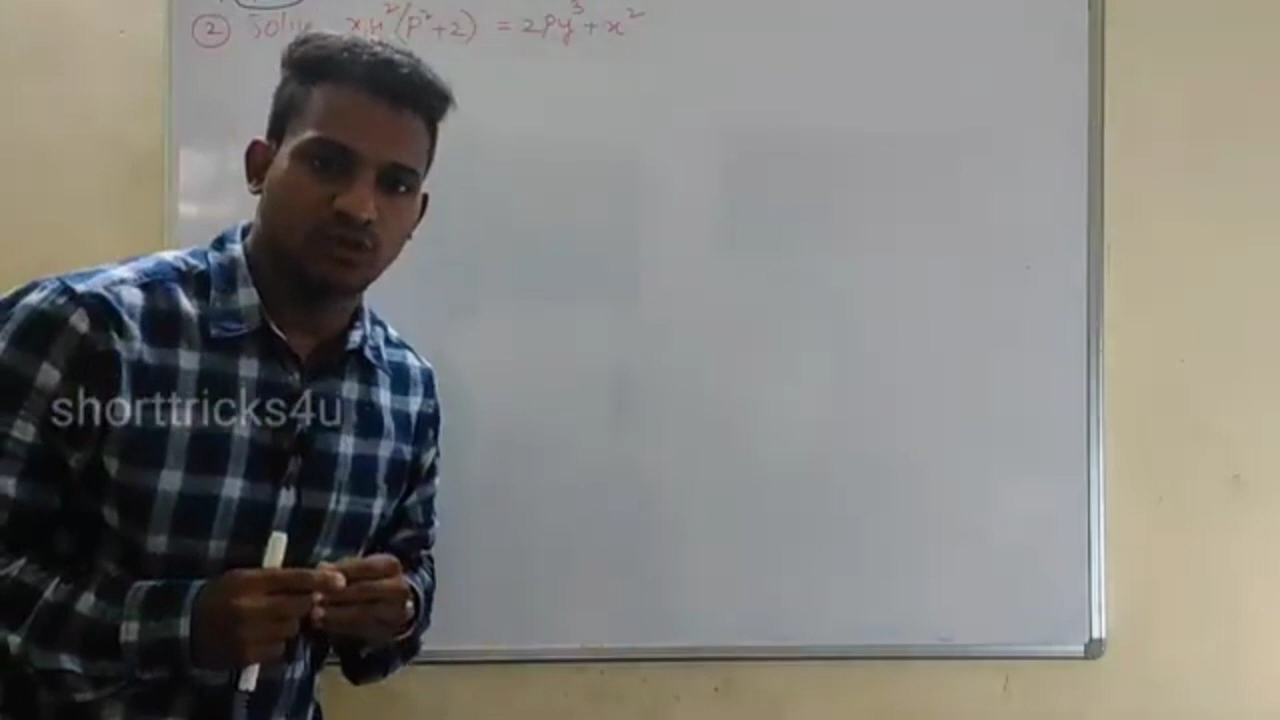 ② Solve xy²(p²+2) = 2py³+x²
shorttricks4u